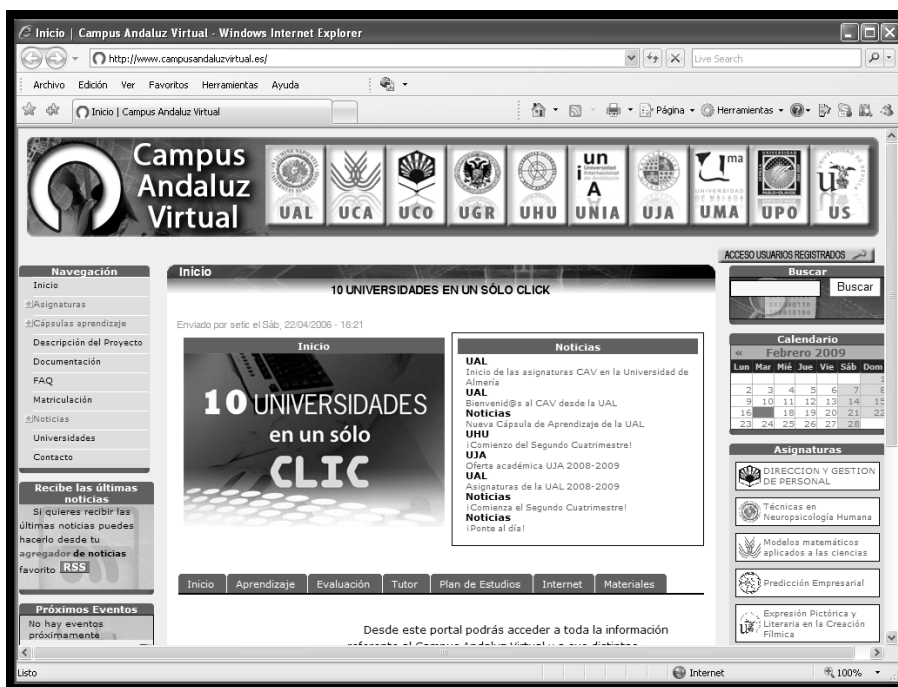 Inicio | Campus Andaluz Virtual - Windows Internet Explorer
http://www.campusandaluzvirtual.es/
Live Search
Archivo Edición Ver Favoritos Herramientas Ayuda
Inicio | Campus Andaluz Virtual
Página Herramientas
Campus
Andaluz
Virtual
UAL UCA UCO UGR UHU UNIA UJA UMA UPO US
ACCESO USUARIOS REGISTRADOS
Navegación
Inicio
Asignaturas
Cápsulas aprendizaje
Descripción del Proyecto
Documentación
FAQ
Matriculación
Noticias
Universidades
Contacto
Recibe las últimas
noticias
Si quieres recibir las
últimas noticias puedes
hacerlo desde tu
agregador de noticias
favorito RSS
Próximos Eventos
No hay eventos
próximamente
Inicio
10 UNIVERSIDADES EN UN SÓLO CLICK
Enviado por setic el Sáb, 22/04/2006 - 16:21
Inicio
10 UNIVERSIDADES
en un sólo
CLIC
Noticias
UAL
Inicio de las asignaturas CAV en la Universidad de
Almería
UAL
Bienvenid@s al CAV desde la UAL
Noticias
Nueva Cápsula de Aprendizaje de la UAL
UHU
¡Comienzo del Segundo Cuatrimestre!
UJA
Oferta académica UJA 2008-2009
UAL
Asignaturas de la UAL 2008-2009
Noticias
¡Comienza el Segundo Cuatrimestre!
Noticias
¡Ponte al día!
Inicio Aprendizaje Evaluación Tutor Plan de Estudios Internet Materiales
Desde este portal podrás acceder a toda la información
referente al Campus Andaluz Virtual y a sus distintos
Buscar
Buscar
Calendario
« Febrero 2009
Lun Mar Mié Jue Vie Sáb Dom
1
2 3 4 5 6 7 8
9 10 11 12 13 14 15
16 18 19 20 21 22
23 24 25 26 27 28
Asignaturas
DIRECCION Y GESTION
DE PERSONAL
Técnicas en
Neuropsicología Humana
Modelos matemáticos
aplicados a las ciencias
Predicción Empresarial
Expresión Pictórica y
Literaria en la Creación
Fílmica
Listo
Internet
100%